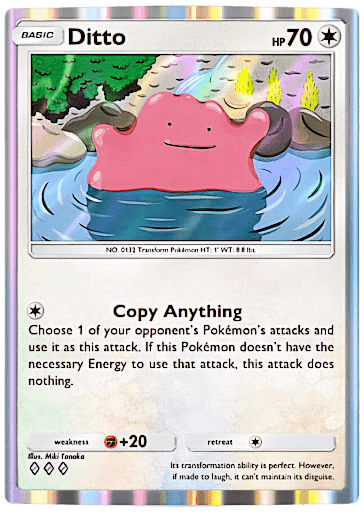 BASIC Ditto HP 70
NO. 0132 Transform Pokémon HT: 1' WT: 8.8 lbs.
Copy Anything
Choose 1 of your opponent's Pokémon's attacks and
use it as this attack. If this Pokémon doesn't have the
necessary Energy to use that attack, this attack does
nothing.
weakness +20 retreat
Illus. Miki Tanaka
Its transformation ability is perfect. However,
if made to laugh, it can't maintain its disguise.